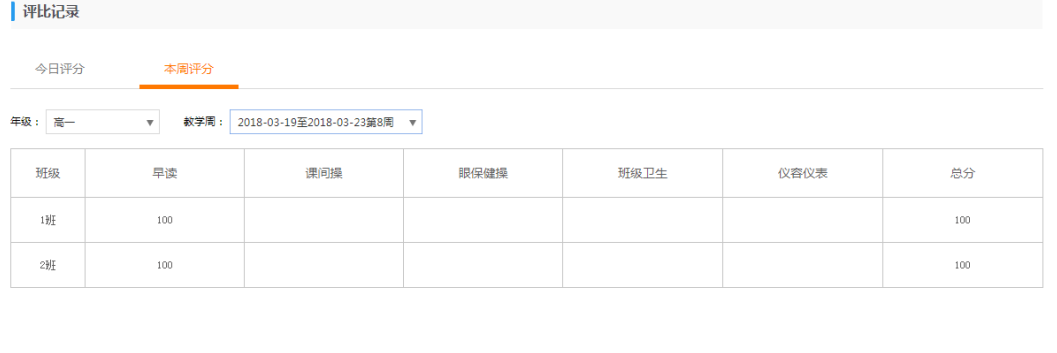 评比记录
今日评分 本周评分
年级： 高一 教学周： 2018-03-19至2018-03-23第8周
班级 早读 课间操 眼保健操 班级卫生 仪容仪表 总分
1班 100 100
2班 100 100